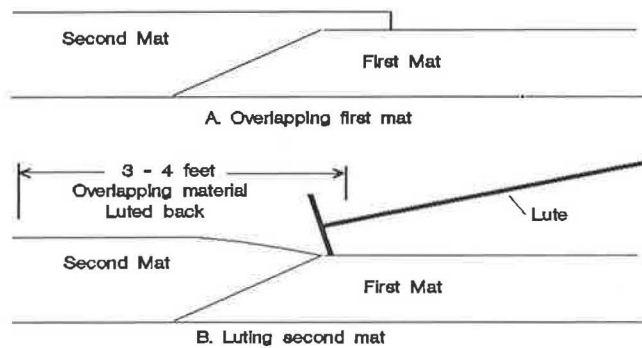 Second Mat
First Mat
A. Overlapping first mat
3 - 4 feet
Overlapping material
Luted back
Lute
Second Mat
First Mat
B. Luting second mat